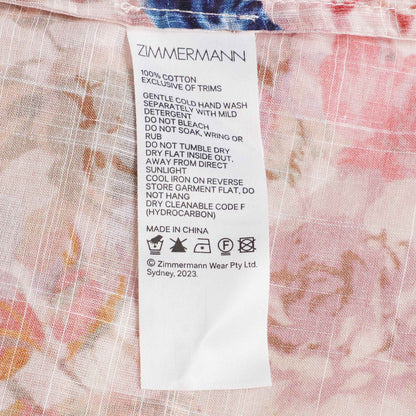 ZIMMERMANN
100% COTTON
EXCLUSIVE OF TRIMS
GENTLE COLD HAND WASH
SEPARATELY WITH MILD
DETERGENT
DO NOT BLEACH
DO NOT SOAK, WRING OR
RUB
DO NOT TUMBLE DRY
DRY FLAT INSIDE OUT.
AWAY FROM DIRECT
SUNLIGHT
COOL IRON ON REVERSE
STORE GARMENT FLAT, DO
NOT HANG
DRY CLEANABLE CODE F
(HYDROCARBON)
MADE IN CHINA
F
© Zimmermann Wear Pty Ltd.
Sydney, 2023.